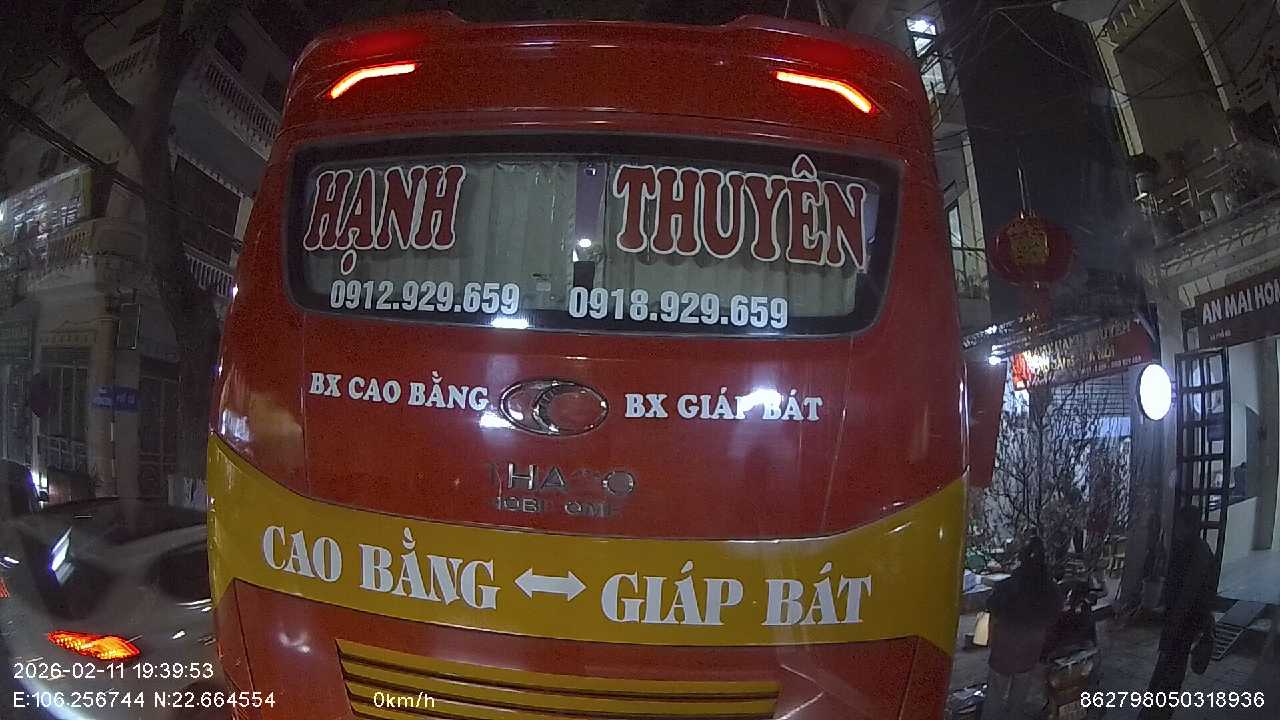 HẠNH THUYÊN
0912.929.659 0918.929.659
BX CAO BẰNG BX GIÁP BÁT
THACO
CAO BẰNG ↔ GIÁP BÁT
AN MAI
2026-02-11 19:39:53
E:106.256744 N:22.664554 0km/h 862798050318936